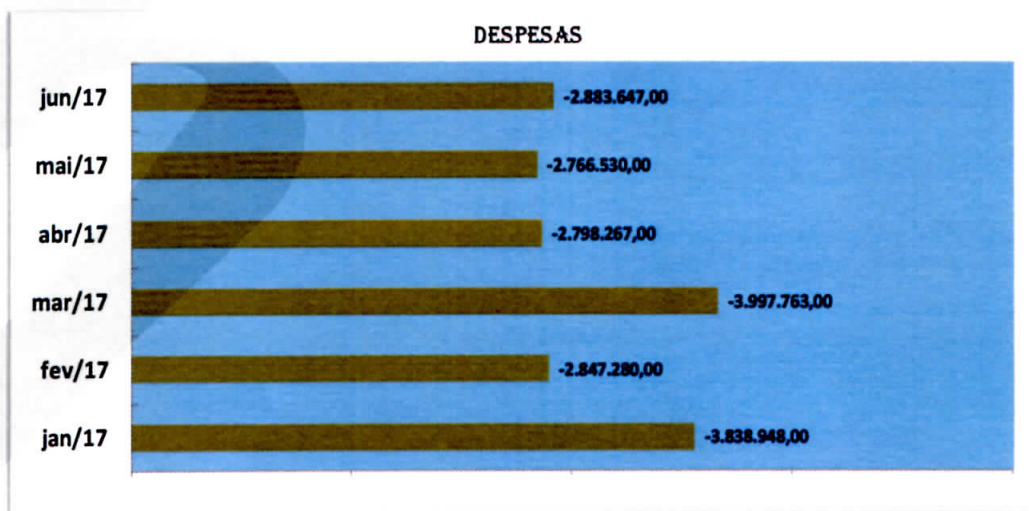 DESPESAS
jun/17 -2.883.647,00
mai/17 -2.766.530,00
abr/17 -2.798.267,00
mar/17 -3.997.763,00
fev/17 -2.847.280,00
jan/17 -3.838.948,00